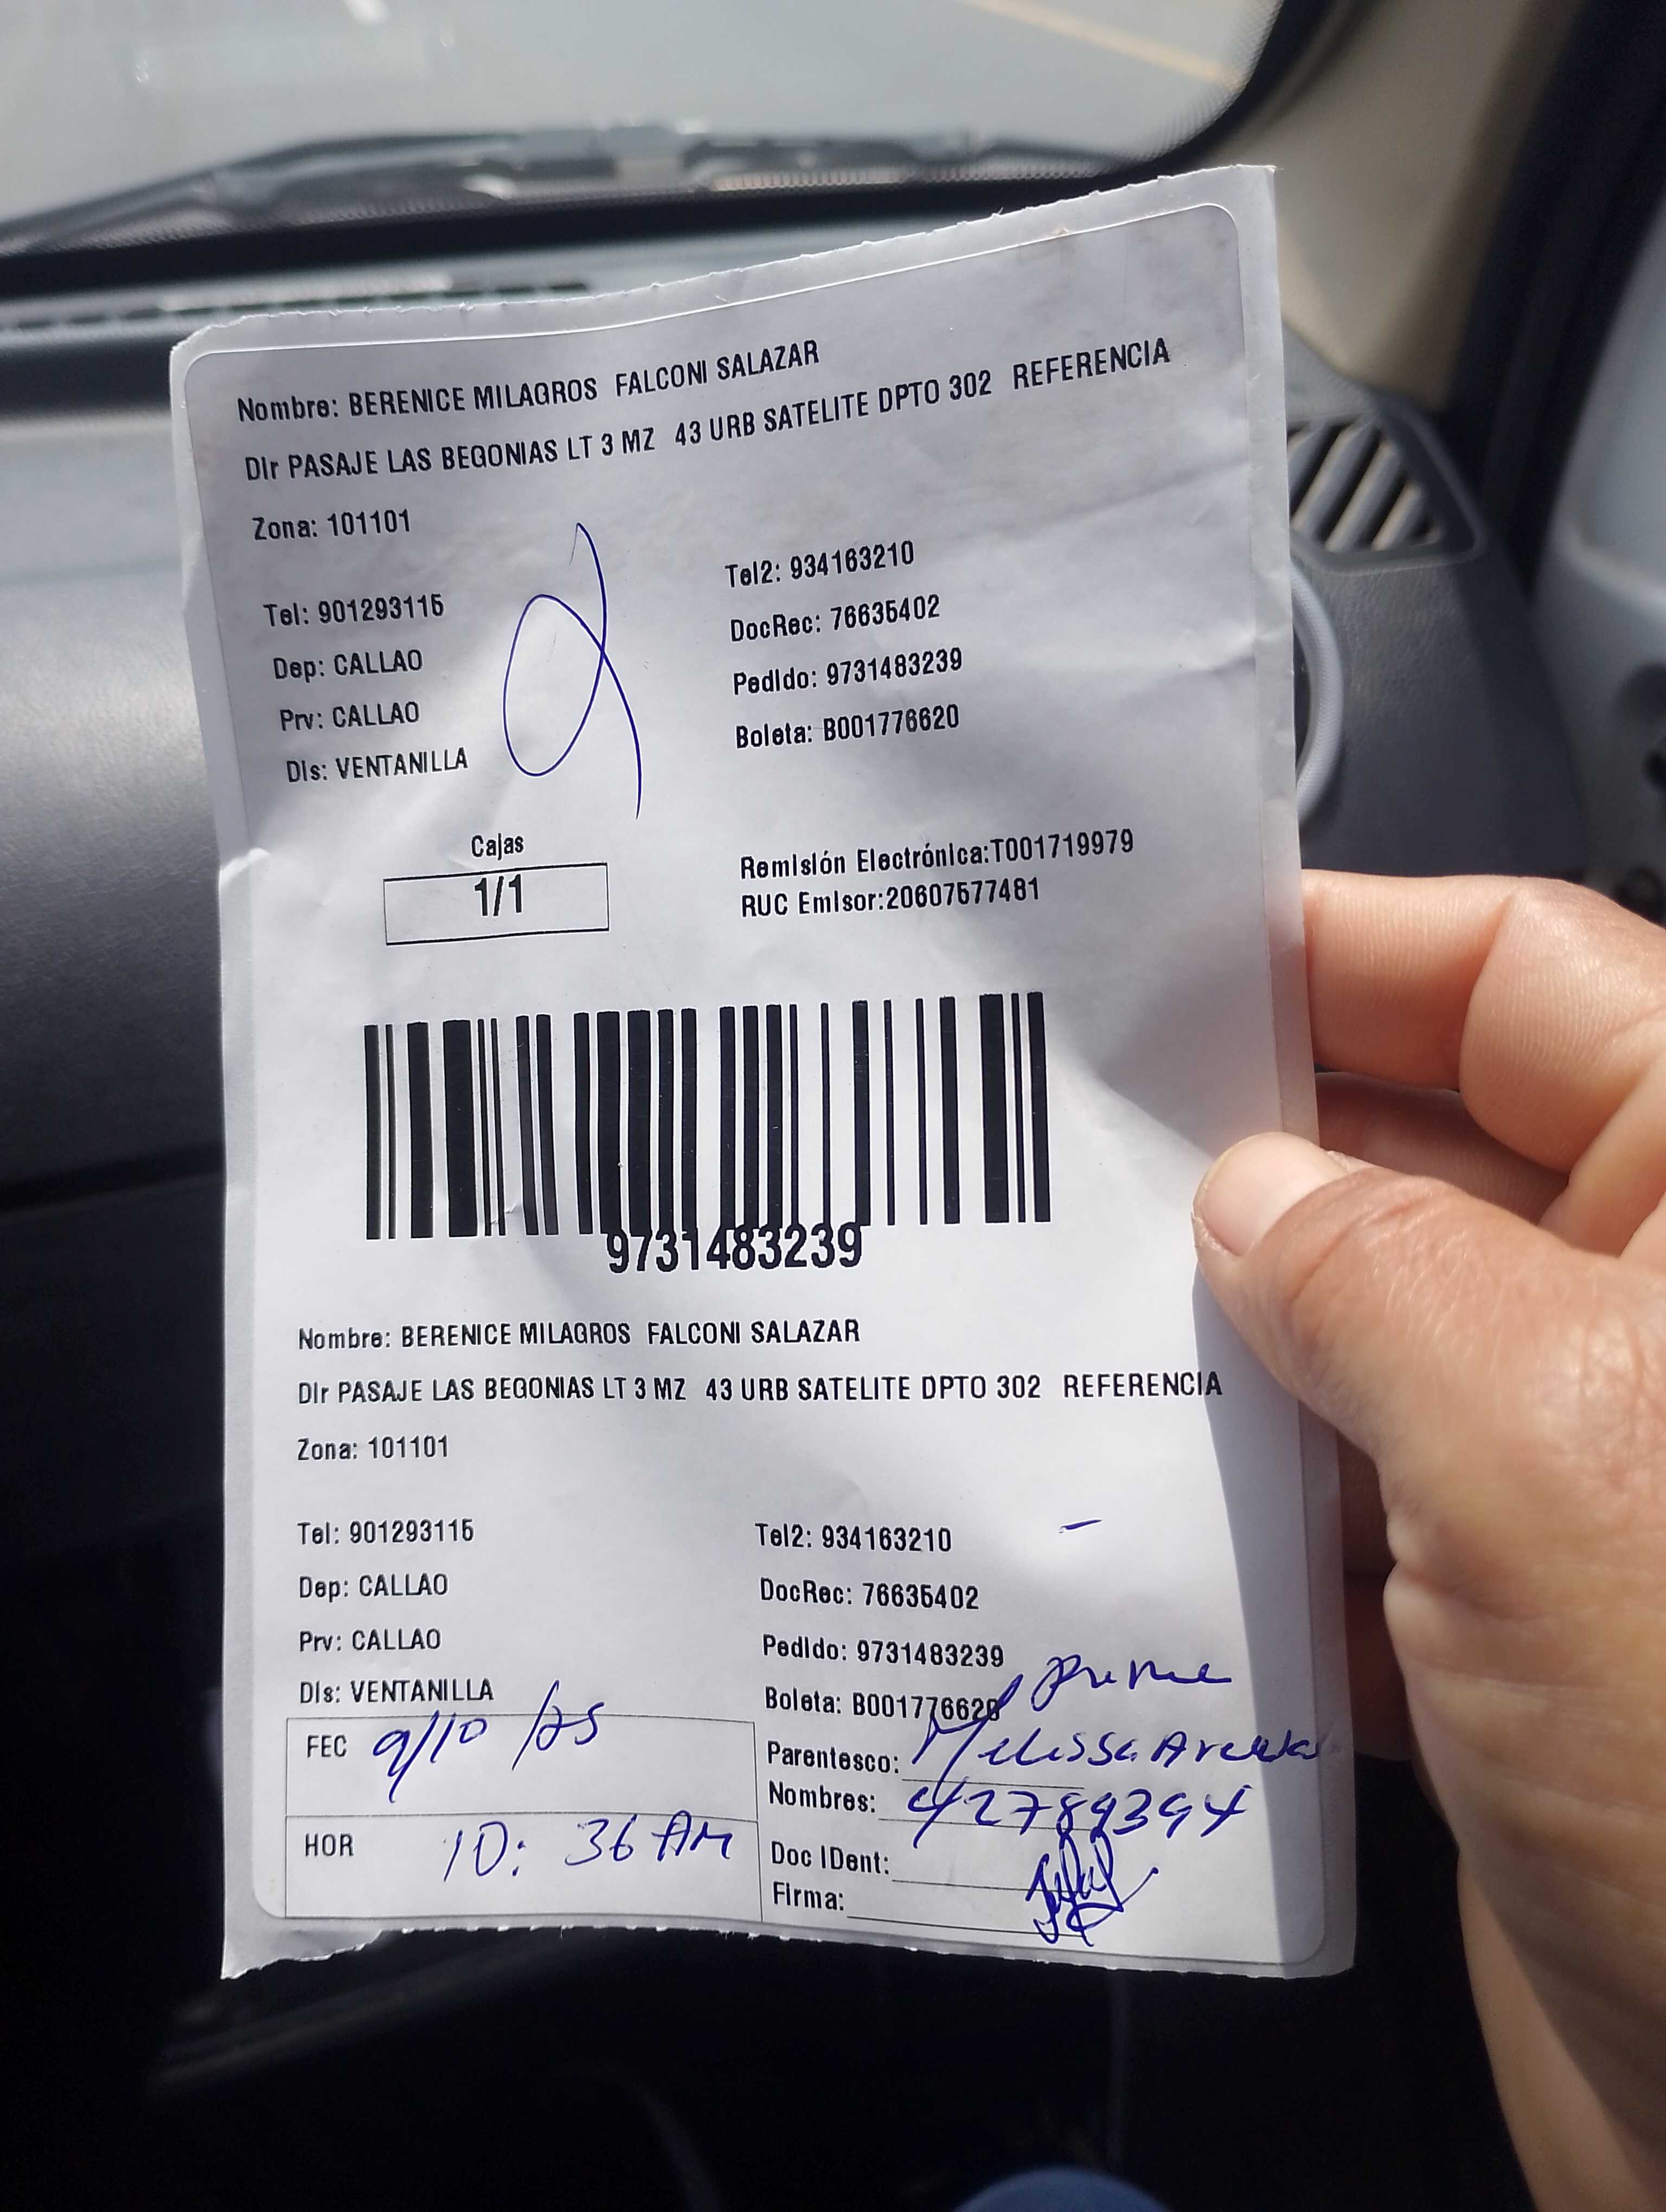 Nombre: BERENICE MILAGROS FALCONI SALAZAR
Dir PASAJE LAS BEGONIAS LT 3 MZ 43 URB SATELITE DPTO 302 REFERENCIA
Zona: 101101
Tel: 901293115 Tel2: 934163210
Dep: CALLAO DocRec: 76635402
Prv: CALLAO Pedido: 9731483239
Dis: VENTANILLA Boleta: B001776620
Cajas
1/1
Remisión Electrónica:T001719979
RUC Emisor:20607577481
9731483239
Nombre: BERENICE MILAGROS FALCONI SALAZAR
Dir PASAJE LAS BEGONIAS LT 3 MZ 43 URB SATELITE DPTO 302 REFERENCIA
Zona: 101101
Tel: 901293115 Tel2: 934163210
Dep: CALLAO DocRec: 76635402
Prv: CALLAO Pedido: 9731483239
Dis: VENTANILLA Boleta: B001776620
FEC 9/10/25
Parentesco: Melissa
Nombres: 42789394
HOR 10:36 AM
Doc IDent:
Firma: